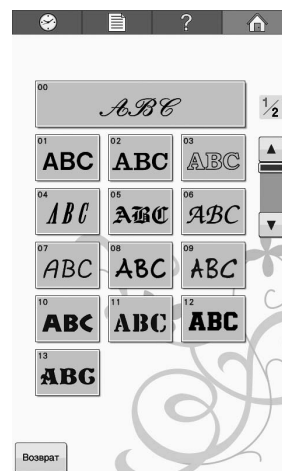 ?
00
ABC
1/2
01 02 03
ABC ABC ABC
04 05 06
ABC ABC ABC
07 08 09
ABC ABC ABC
10 11 12
ABC ABC ABC
13
ABC
Возврат